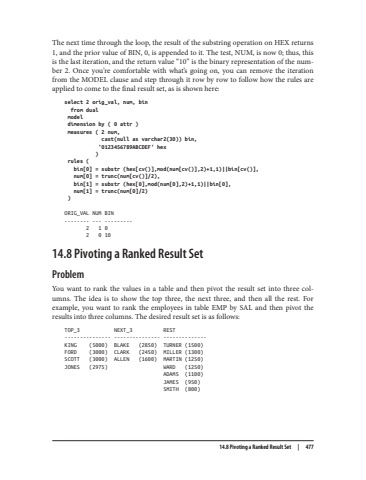 The next time through the loop, the result of the substring operation on HEX returns
1, and the prior value of BIN, 0, is appended to it. The test, NUM, is now 0; thus, this
is the last iteration, and the return value “10” is the binary representation of the num-
ber 2. Once you’re comfortable with what’s going on, you can remove the iteration
from the MODEL clause and step through it row by row to follow how the rules are
applied to come to the final result set, as is shown here:
select 2 orig_val, num, bin
from dual
model
dimension by ( 0 attr )
measures ( 2 num,
cast(null as varchar2(30)) bin,
'0123456789ABCDEF' hex
)
rules (
bin[0] = substr (hex[cv()],mod(num[cv()],2)+1,1)||bin[cv()],
num[0] = trunc(num[cv()]/2),
bin[1] = substr (hex[0],mod(num[0],2)+1,1)||bin[0],
num[1] = trunc(num[0]/2)
)
ORIG_VAL NUM BIN
-------- --- ---------
2 1 0
2 0 10
14.8 Pivoting a Ranked Result Set
Problem
You want to rank the values in a table and then pivot the result set into three col-
umns. The idea is to show the top three, the next three, and then all the rest. For
example, you want to rank the employees in table EMP by SAL and then pivot the
results into three columns. The desired result set is as follows:
TOP_3 NEXT_3 REST
--------------- --------------- --------------
KING (5000) BLAKE (2850) TURNER (1500)
FORD (3000) CLARK (2450) MILLER (1300)
SCOTT (3000) ALLEN (1600) MARTIN (1250)
JONES (2975) WARD (1250)
ADAMS (1100)
JAMES (950)
SMITH (800)
14.8 Pivoting a Ranked Result Set | 477